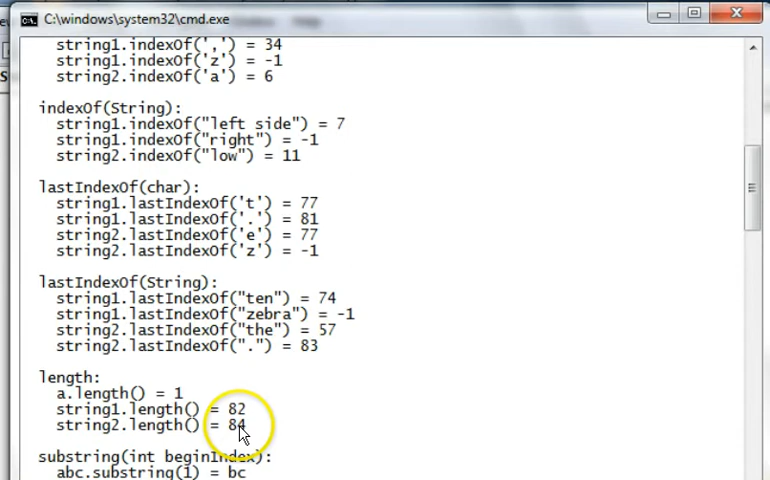 C:\windows\system32\cmd.exe
string1.indexOf(',') = 34
string1.indexOf('z') = -1
string2.indexOf('a') = 6
indexOf(String):
string1.indexOf("left side") = 7
string1.indexOf("right") = -1
string2.indexOf("low") = 11
lastIndexOf(char):
string1.lastIndexOf('t') = 77
string1.lastIndexOf('.') = 81
string2.lastIndexOf('e') = 77
string2.lastIndexOf('z') = -1
lastIndexOf(String):
string1.lastIndexOf("ten") = 74
string1.lastIndexOf("zebra") = -1
string2.lastIndexOf("the") = 57
string2.lastIndexOf(".") = 83
length:
a.length() = 1
string1.length() = 82
string2.length() = 84
substring(int beginIndex):
abc.substring(1) = bc